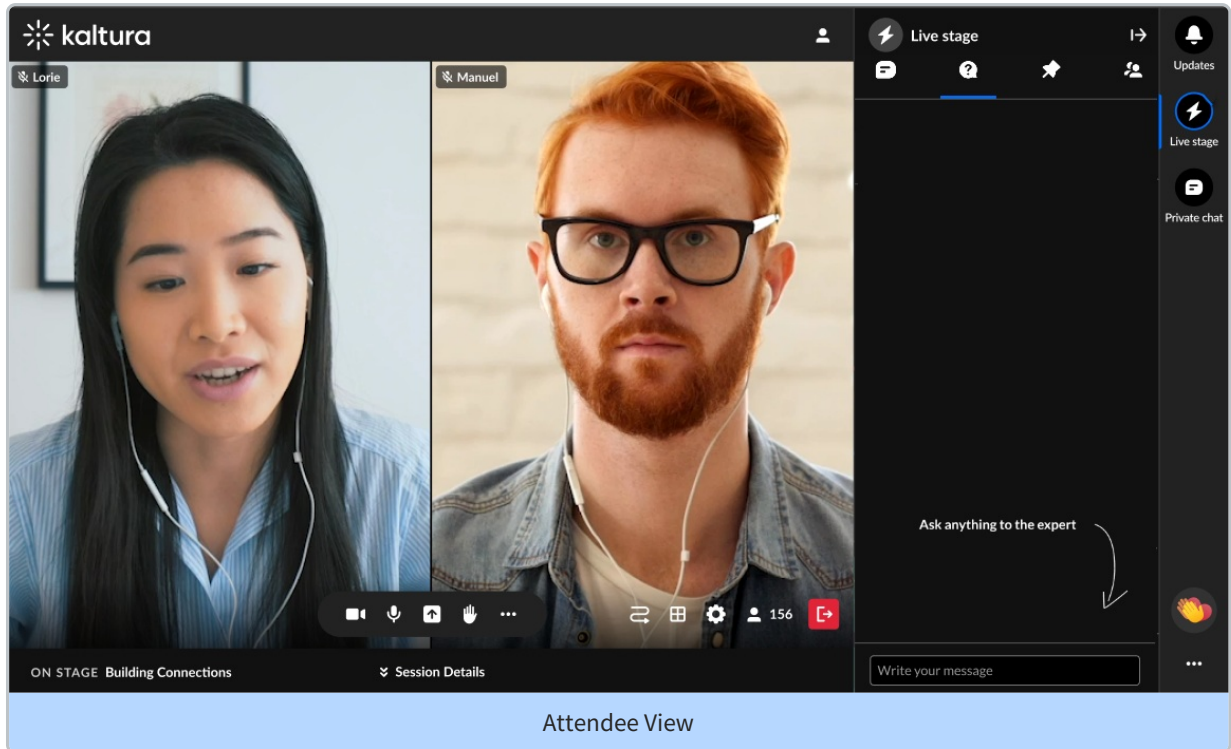 kaltura
Lorie
Manuel
ON STAGE Building Connections
Session Details
156
Live stage
Ask anything to the expert
Write your message
Updates
Live stage
Private chat
Attendee View